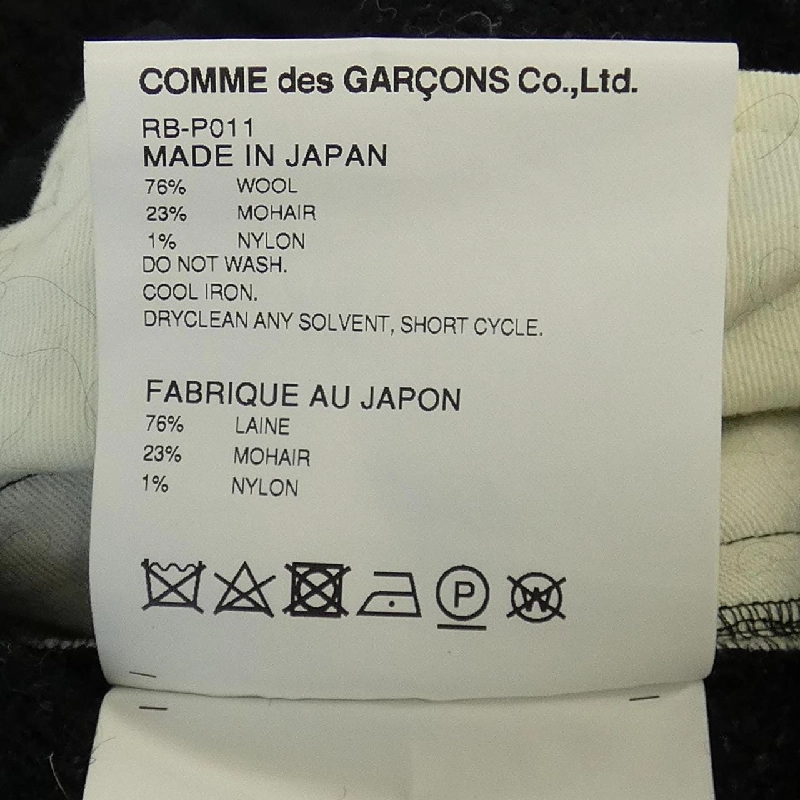 COMME des GARÇONS Co.,Ltd.
RB-P011
MADE IN JAPAN
76% WOOL
23% MOHAIR
1% NYLON
DO NOT WASH.
COOL IRON.
DRYCLEAN ANY SOLVENT, SHORT CYCLE.
FABRIQUE AU JAPON
76% LAINE
23% MOHAIR
1% NYLON
P W